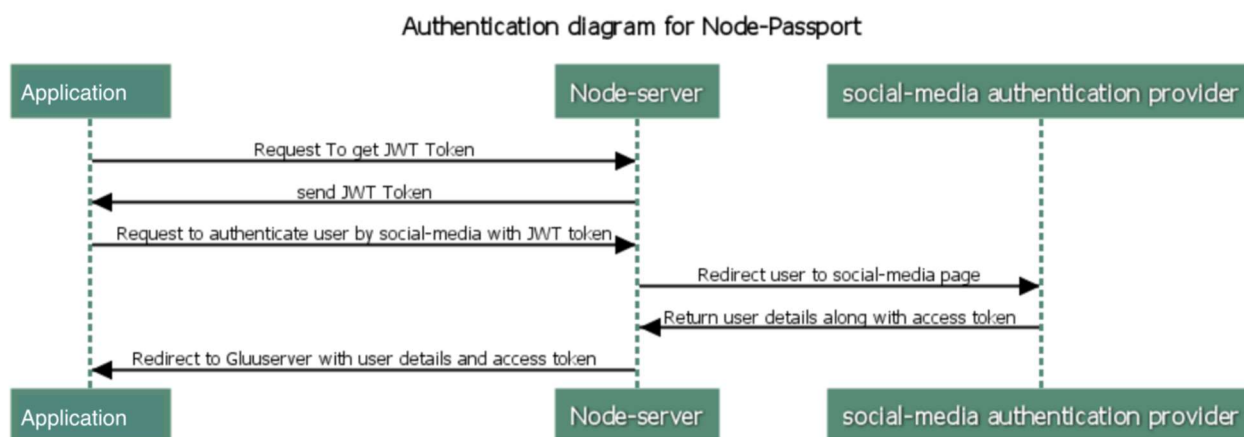 Authentication diagram for Node-Passport
Application
Node-server
social-media authentication provider
Request To get JWT Token
send JWT Token
Request to authenticate user by social-media with JWT token
Redirect user to social-media page
Return user details along with access token
Redirect to Gluuserver with user details and access token
Application
Node-server
social-media authentication provider